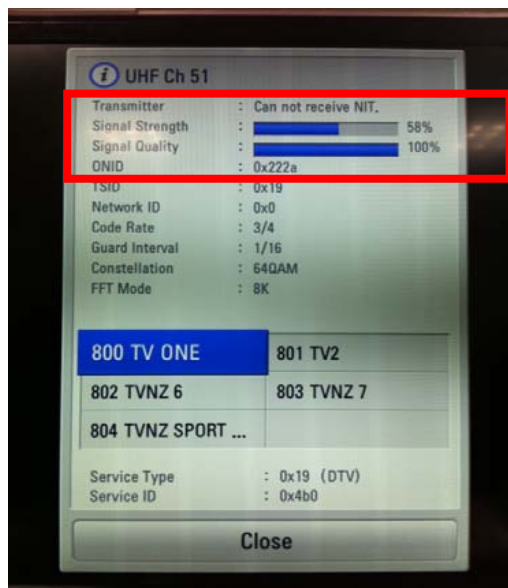 UHF Ch 51
Transmitter : Can not receive NIT.
Signal Strength : 58%
Signal Quality : 100%
ONID : 0x222a
TSID : 0x19
Network ID : 0x0
Code Rate : 3/4
Guard Interval : 1/16
Constellation : 64QAM
FFT Mode : 8K
800 TV ONE 801 TV2
802 TVNZ 6 803 TVNZ 7
804 TVNZ SPORT ...
Service Type : 0x19 (DTV)
Service ID : 0x4b0
Close